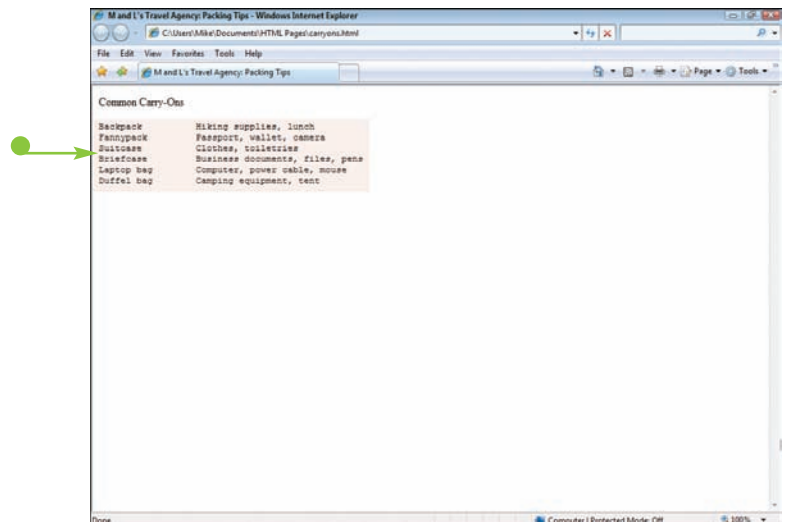 M and L's Travel Agency: Packing Tips - Windows Internet Explorer
C:\Users\Mike\Documents\HTML Pages\carryons.html
File Edit View Favorites Tools Help
M and L's Travel Agency: Packing Tips
Page Tools
Common Carry-Ons
Backpack Hiking supplies, lunch
Fannypack Passport, wallet, camera
Suitcase Clothes, toiletries
Briefcase Business documents, files, pens
Laptop bag Computer, power cable, mouse
Duffel bag Camping equipment, tent
Done Computer | Protected Mode: Off 100%